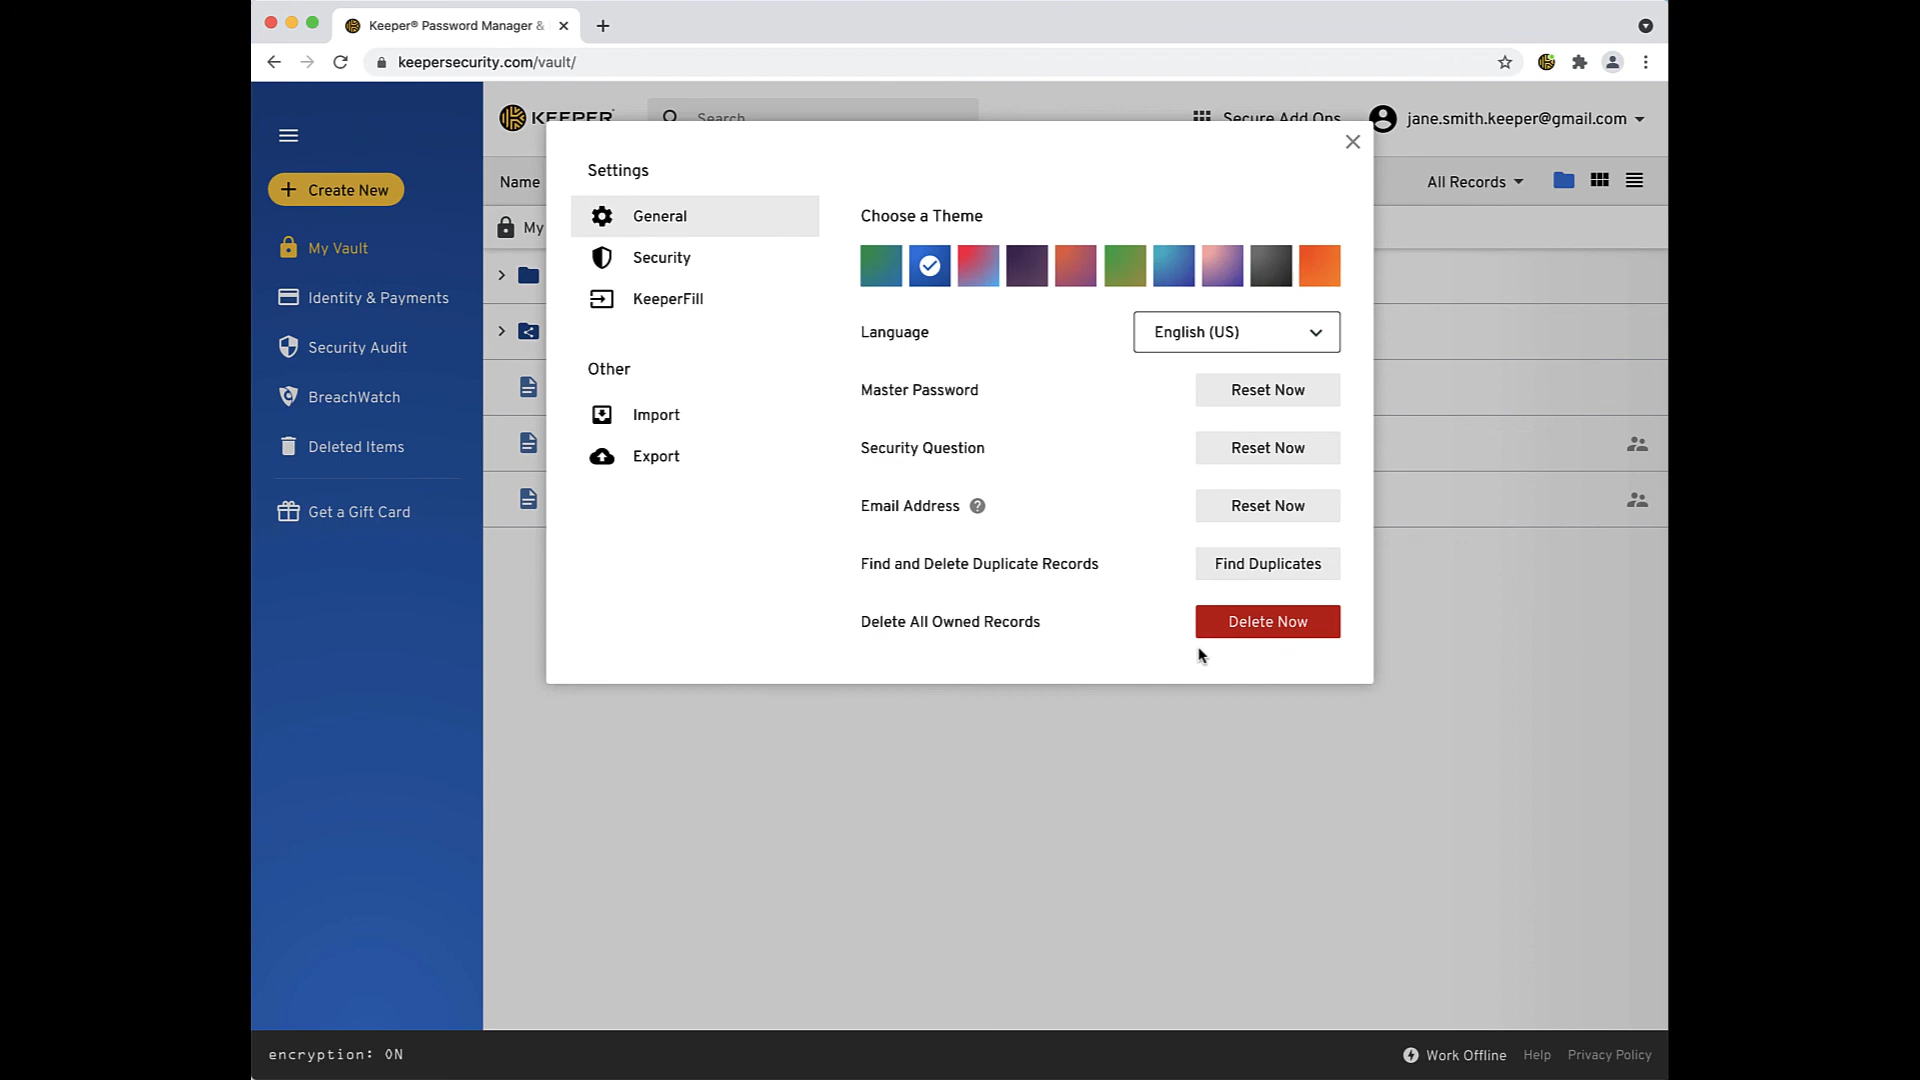 Keeper® Password Manager &
keepersecurity.com/vault/
KEEPER
Search
Secure Add Ons
jane.smith.keeper@gmail.com
Create New
My Vault
Identity & Payments
Security Audit
BreachWatch
Deleted Items
Get a Gift Card
Name
All Records
My
Settings
General
Security
KeeperFill
Other
Import
Export
Choose a Theme
Language
English (US)
Master Password
Reset Now
Security Question
Reset Now
Email Address
Reset Now
Find and Delete Duplicate Records
Find Duplicates
Delete All Owned Records
Delete Now
encryption: ON
Work Offline
Help
Privacy Policy